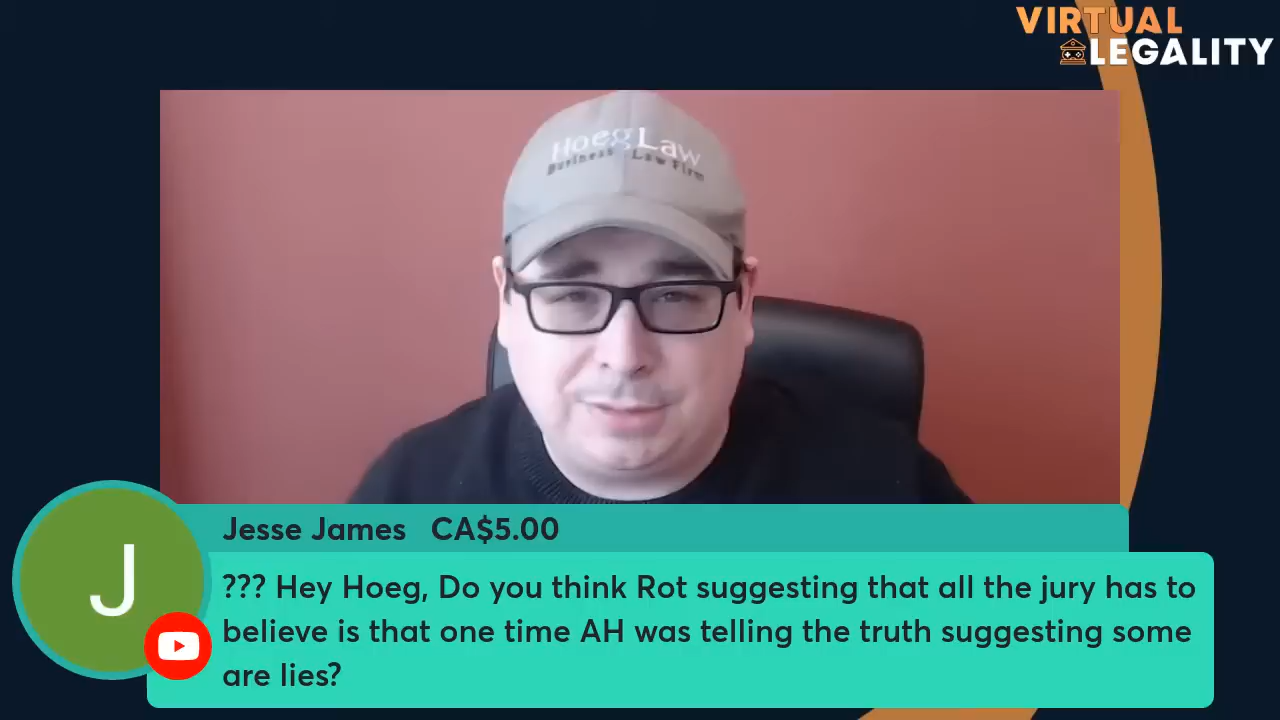 VIRTUAL
LEGALITY
HoegLaw
Business Law Firm
Jesse James CA$5.00
J
??? Hey Hoeg, Do you think Rot suggesting that all the jury has to
believe is that one time AH was telling the truth suggesting some
are lies?